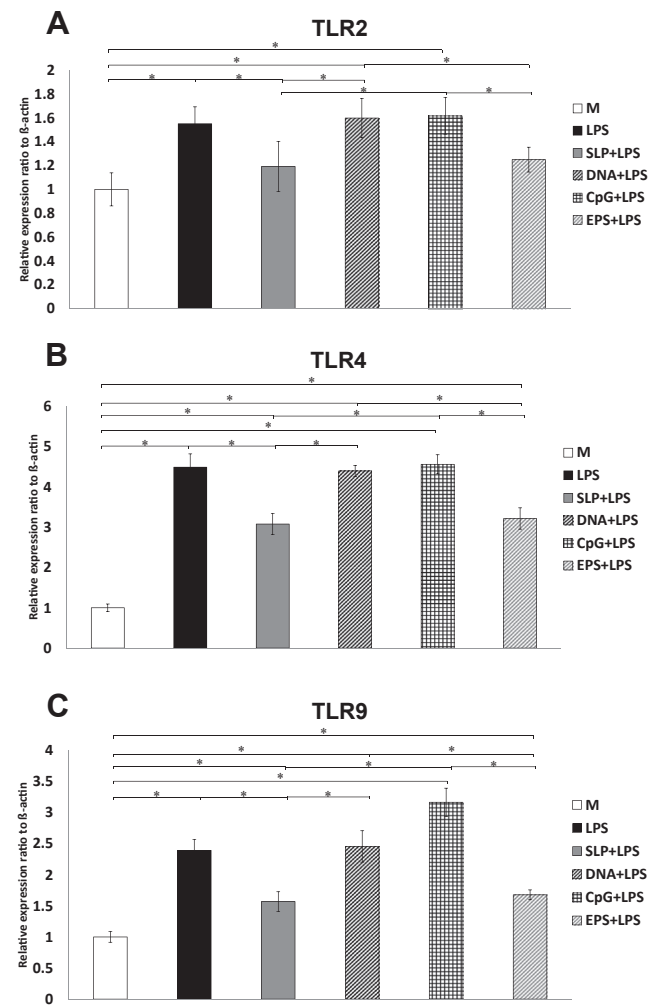 A
TLR2
*
* *
* * *
* *
Relative expression ratio to ß-actin
2
1.8
1.6
1.4
1.2
1
0.8
0.6
0.4
0.2
0
M
LPS
SLP+LPS
DNA+LPS
CpG+LPS
EPS+LPS
B
TLR4
*
* *
* * *
*
* * *
Relative expression ratio to ß-actin
6
5
4
3
2
1
0
M
LPS
SLP+LPS
DNA+LPS
CpG+LPS
EPS+LPS
C
TLR9
*
* *
* * *
*
* * *
Relative expression ratio to ß-actin
4
3.5
3
2.5
2
1.5
1
0.5
0
M
LPS
SLP+LPS
DNA+LPS
CpG+LPS
EPS+LPS